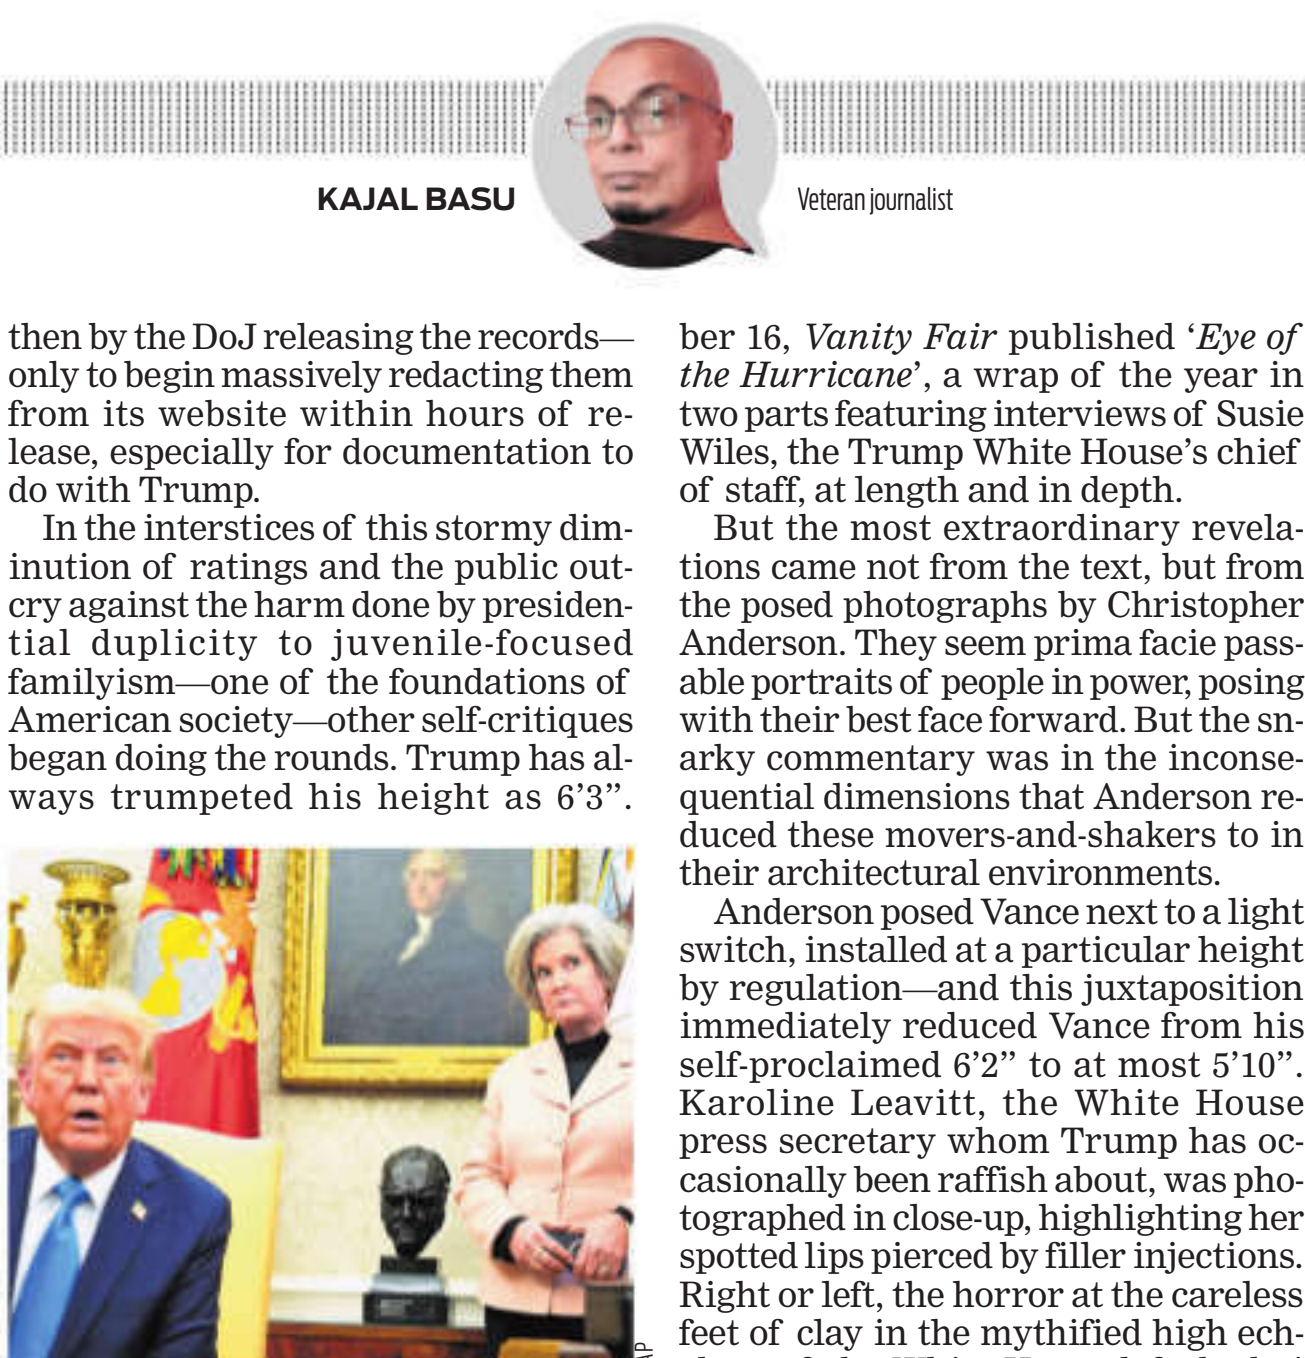 KAJAL BASU
Veteran journalist
then by the DoJ releasing the records—
only to begin massively redacting them
from its website within hours of re-
lease, especially for documentation to
do with Trump.
In the interstices of this stormy dim-
inution of ratings and the public out-
cry against the harm done by presiden-
tial duplicity to juvenile-focused
familyism—one of the foundations of
American society—other self-critiques
began doing the rounds. Trump has al-
ways trumpeted his height as 6’3”.
AP
ber 16, Vanity Fair published ‘Eye of
the Hurricane’, a wrap of the year in
two parts featuring interviews of Susie
Wiles, the Trump White House’s chief
of staff, at length and in depth.
But the most extraordinary revela-
tions came not from the text, but from
the posed photographs by Christopher
Anderson. They seem prima facie pass-
able portraits of people in power, posing
with their best face forward. But the sn-
arky commentary was in the inconse-
quential dimensions that Anderson re-
duced these movers-and-shakers to in
their architectural environments.
Anderson posed Vance next to a light
switch, installed at a particular height
by regulation—and this juxtaposition
immediately reduced Vance from his
self-proclaimed 6’2” to at most 5’10”.
Karoline Leavitt, the White House
press secretary whom Trump has oc-
casionally been raffish about, was pho-
tographed in close-up, highlighting her
spotted lips pierced by filler injections.
Right or left, the horror at the careless
feet of clay in the mythified high ech-